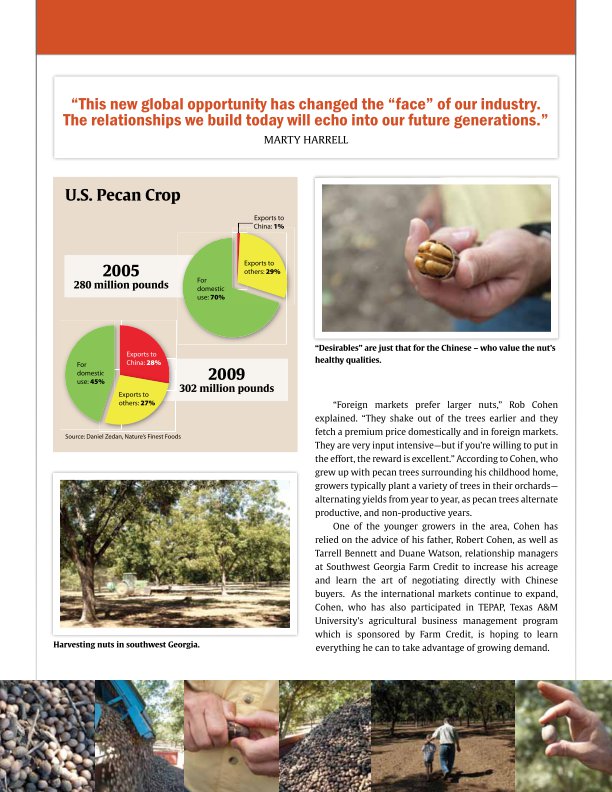 “This new global opportunity has changed the “face” of our industry.
The relationships we build today will echo into our future generations.”
MARTY HARRELL
U.S. Pecan Crop
Exports to
China: 1%
2005
280 million pounds
For
domestic
use: 70%
Exports to
others: 29%
For
domestic
use: 45%
Exports to
China: 28%
Exports to
others: 27%
2009
302 million pounds
Source: Daniel Zedan, Nature's Finest Foods
Harvesting nuts in southwest Georgia.
“Desirables” are just that for the Chinese – who value the nut's
healthy qualities.
“Foreign markets prefer larger nuts,” Rob Cohen
explained. “They shake out of the trees earlier and they
fetch a premium price domestically and in foreign markets.
They are very input intensive—but if you're willing to put in
the effort, the reward is excellent.” According to Cohen, who
grew up with pecan trees surrounding his childhood home,
growers typically plant a variety of trees in their orchards—
alternating yields from year to year, as pecan trees alternate
productive, and non-productive years.
One of the younger growers in the area, Cohen has
relied on the advice of his father, Robert Cohen, as well as
Tarrell Bennett and Duane Watson, relationship managers
at Southwest Georgia Farm Credit to increase his acreage
and learn the art of negotiating directly with Chinese
buyers. As the international markets continue to expand,
Cohen, who has also participated in TEPAP, Texas A&M
University's agricultural business management program
which is sponsored by Farm Credit, is hoping to learn
everything he can to take advantage of growing demand.